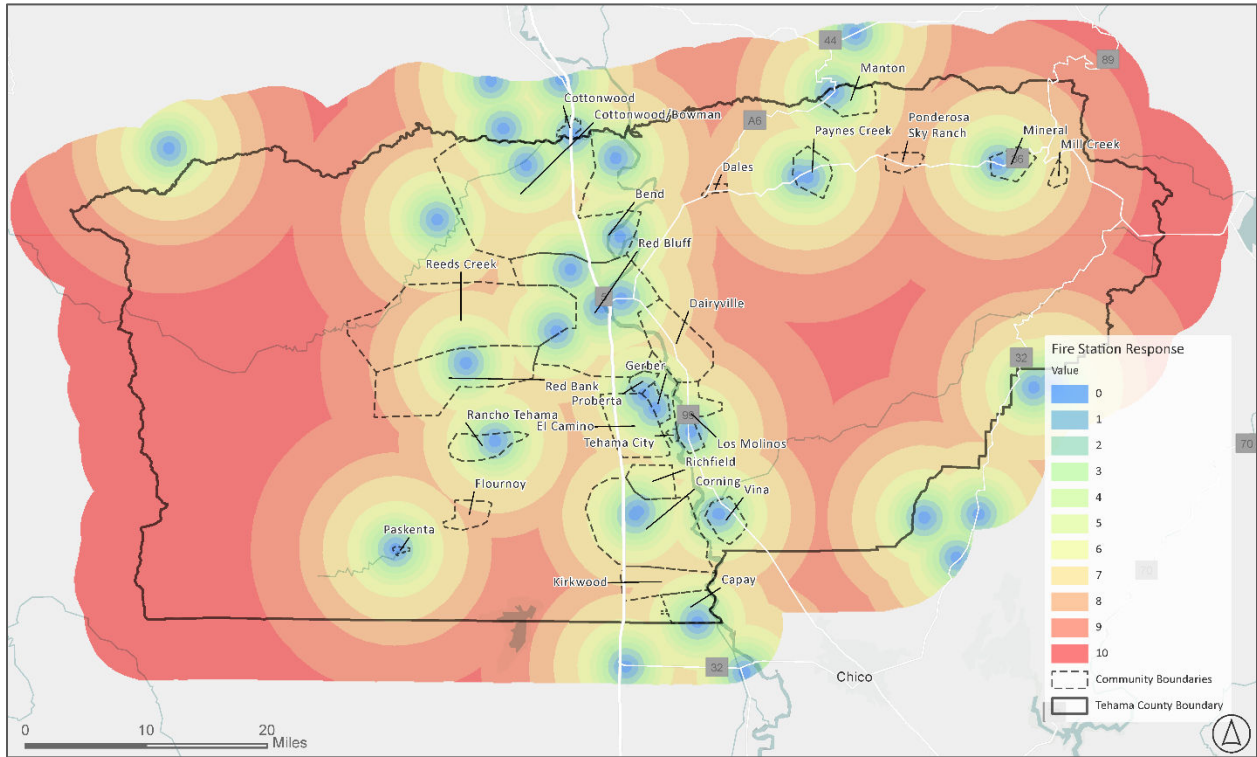 44
89
Manton
Cottonwood
Cottonwood/Bowman
A6
Paynes Creek
Ponderosa
Sky Ranch
Mineral
36
Mill Creek
Dales
Bend
Red Bluff
Reeds Creek
5
Dairyville
Gerber
Red Bank
Proberta
Rancho Tehama
El Camino
99
Tehama City
Los Molinos
Richfield
Corning
Vina
Flournoy
Paskenta
Kirkwood
Capay
32
Chico
32
70
70
Fire Station Response
Value
0
1
2
3
4
5
6
7
8
9
10
Community Boundaries
Tehama County Boundary
0 10 20
Miles